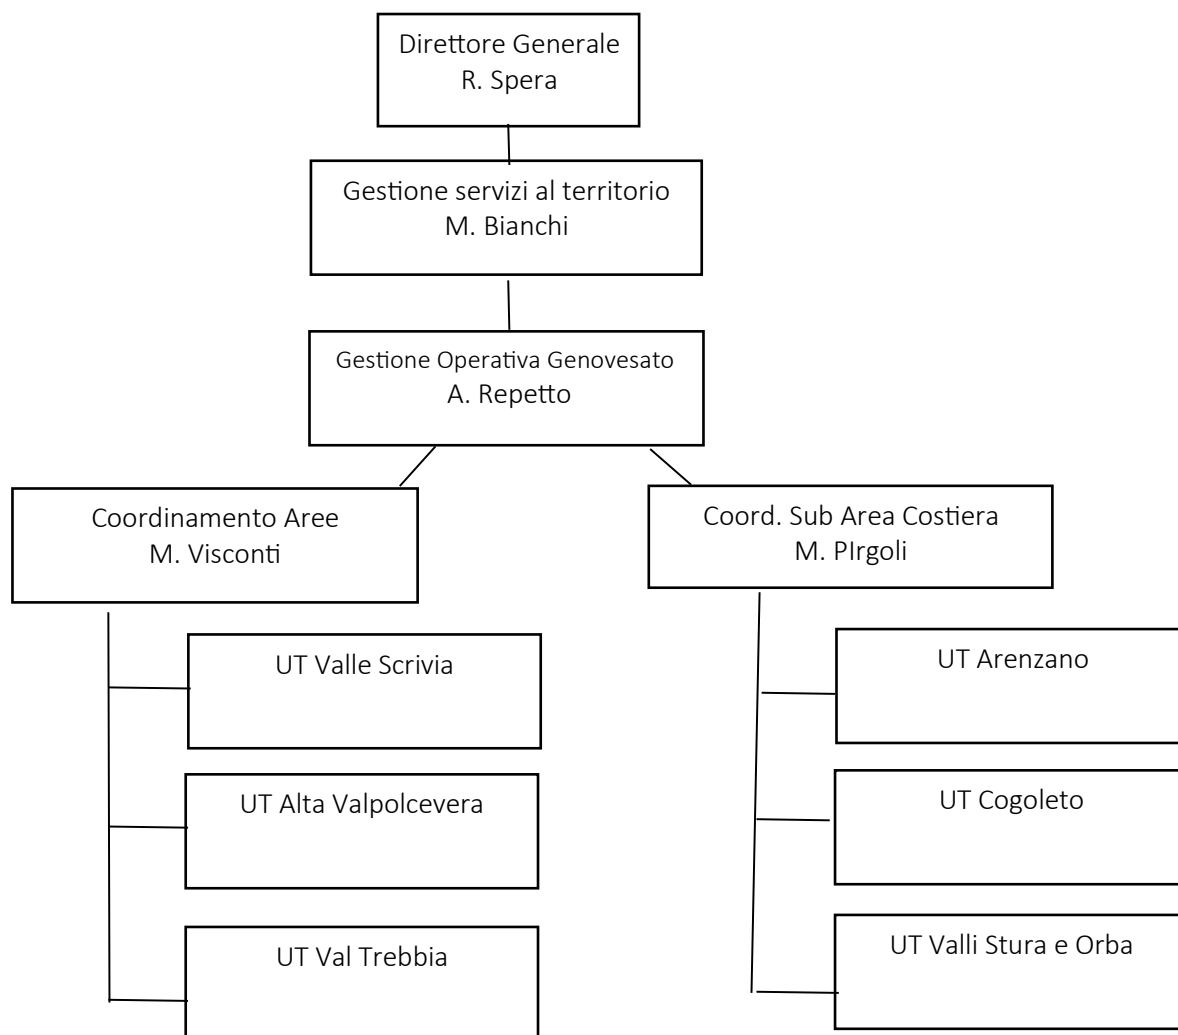 Direttore Generale
R. Spera
Gestione servizi al territorio
M. Bianchi
Gestione Operativa Genovesato
A. Repetto
Coordinamento Aree
M. Visconti
Coord. Sub Area Costiera
M. PIrgoli
UT Valle Scrivia
UT Alta Valpolcevera
UT Val Trebbia
UT Arenzano
UT Cogoleto
UT Valli Stura e Orba